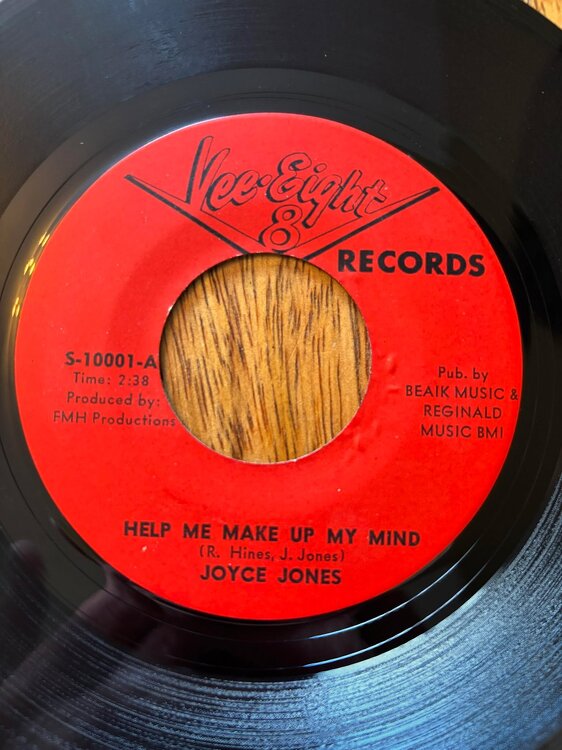 Vee-Eight
8
RECORDS
S-10001-A
Time: 2:38
Produced by:
FMH Productions
Pub. by
BEAIK MUSIC &
REGINALD
MUSIC BMI
HELP ME MAKE UP MY MIND
(R. Hines, J. Jones)
JOYCE JONES